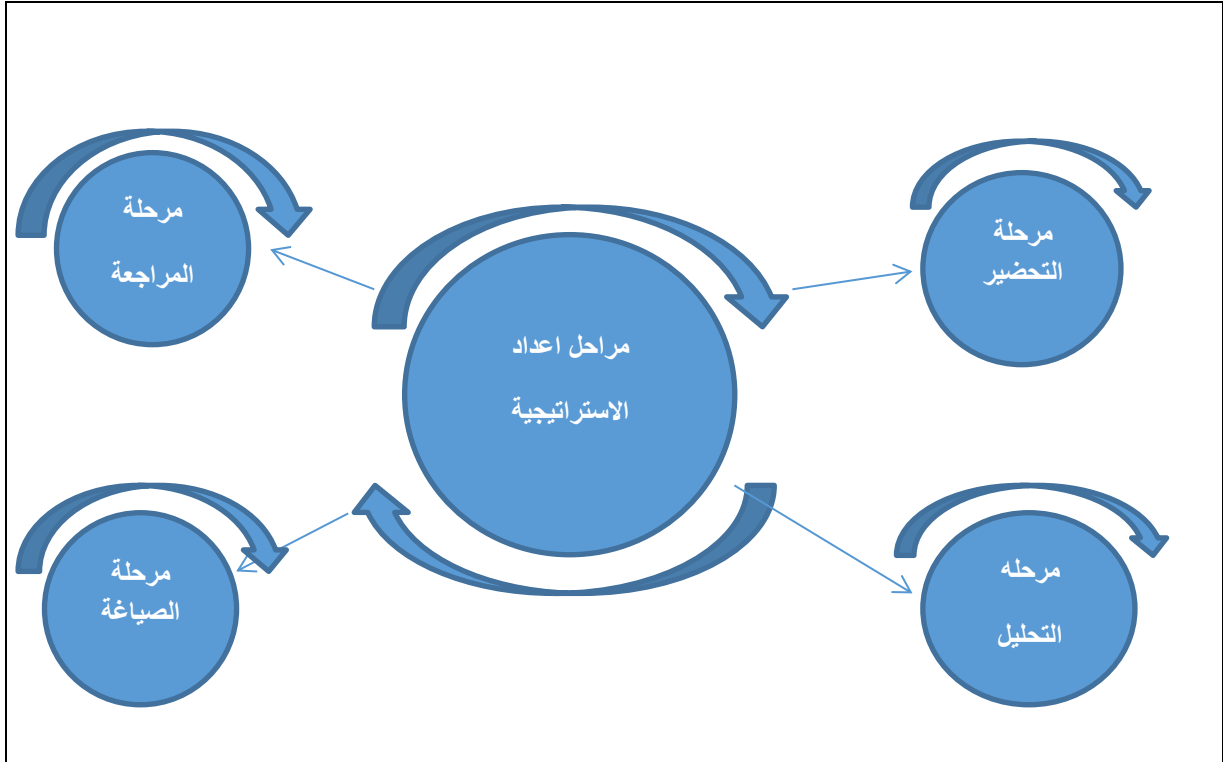 مرحلة
المراجعة
مرحلة
التحضير
مراحل اعداد
الاستراتيجية
مرحلة
الصياغة
مرحله
التحليل